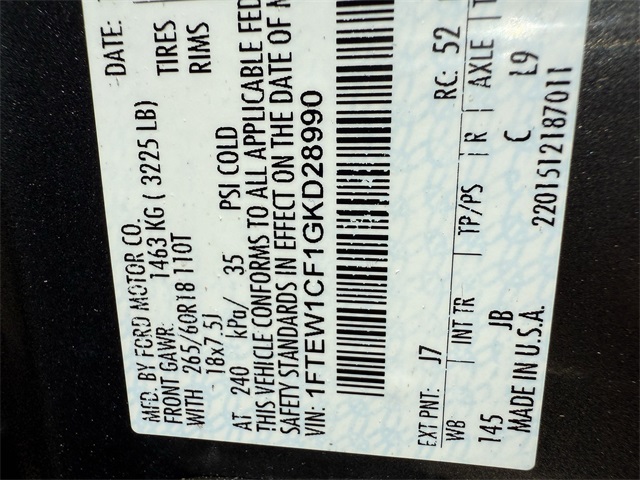 MFD. BY FORD MOTOR CO.
DATE:
FRONT GAWR: 1463 KG ( 3225 LB)
WITH 265/60R18 110T TIRES
18x7.5J RIMS
AT 240 kPa/ 35 PSI COLD
THIS VEHICLE CONFORMS TO ALL APPLICABLE FED
SAFETY STANDARDS IN EFFECT ON THE DATE OF M
VIN: 1FTEW1CF1GKD28990
EXT PNT: J7 RC: 52
WB INT TR TP/PS R AXLE
145 JB C L9
MADE IN U.S.A. 2201512187011